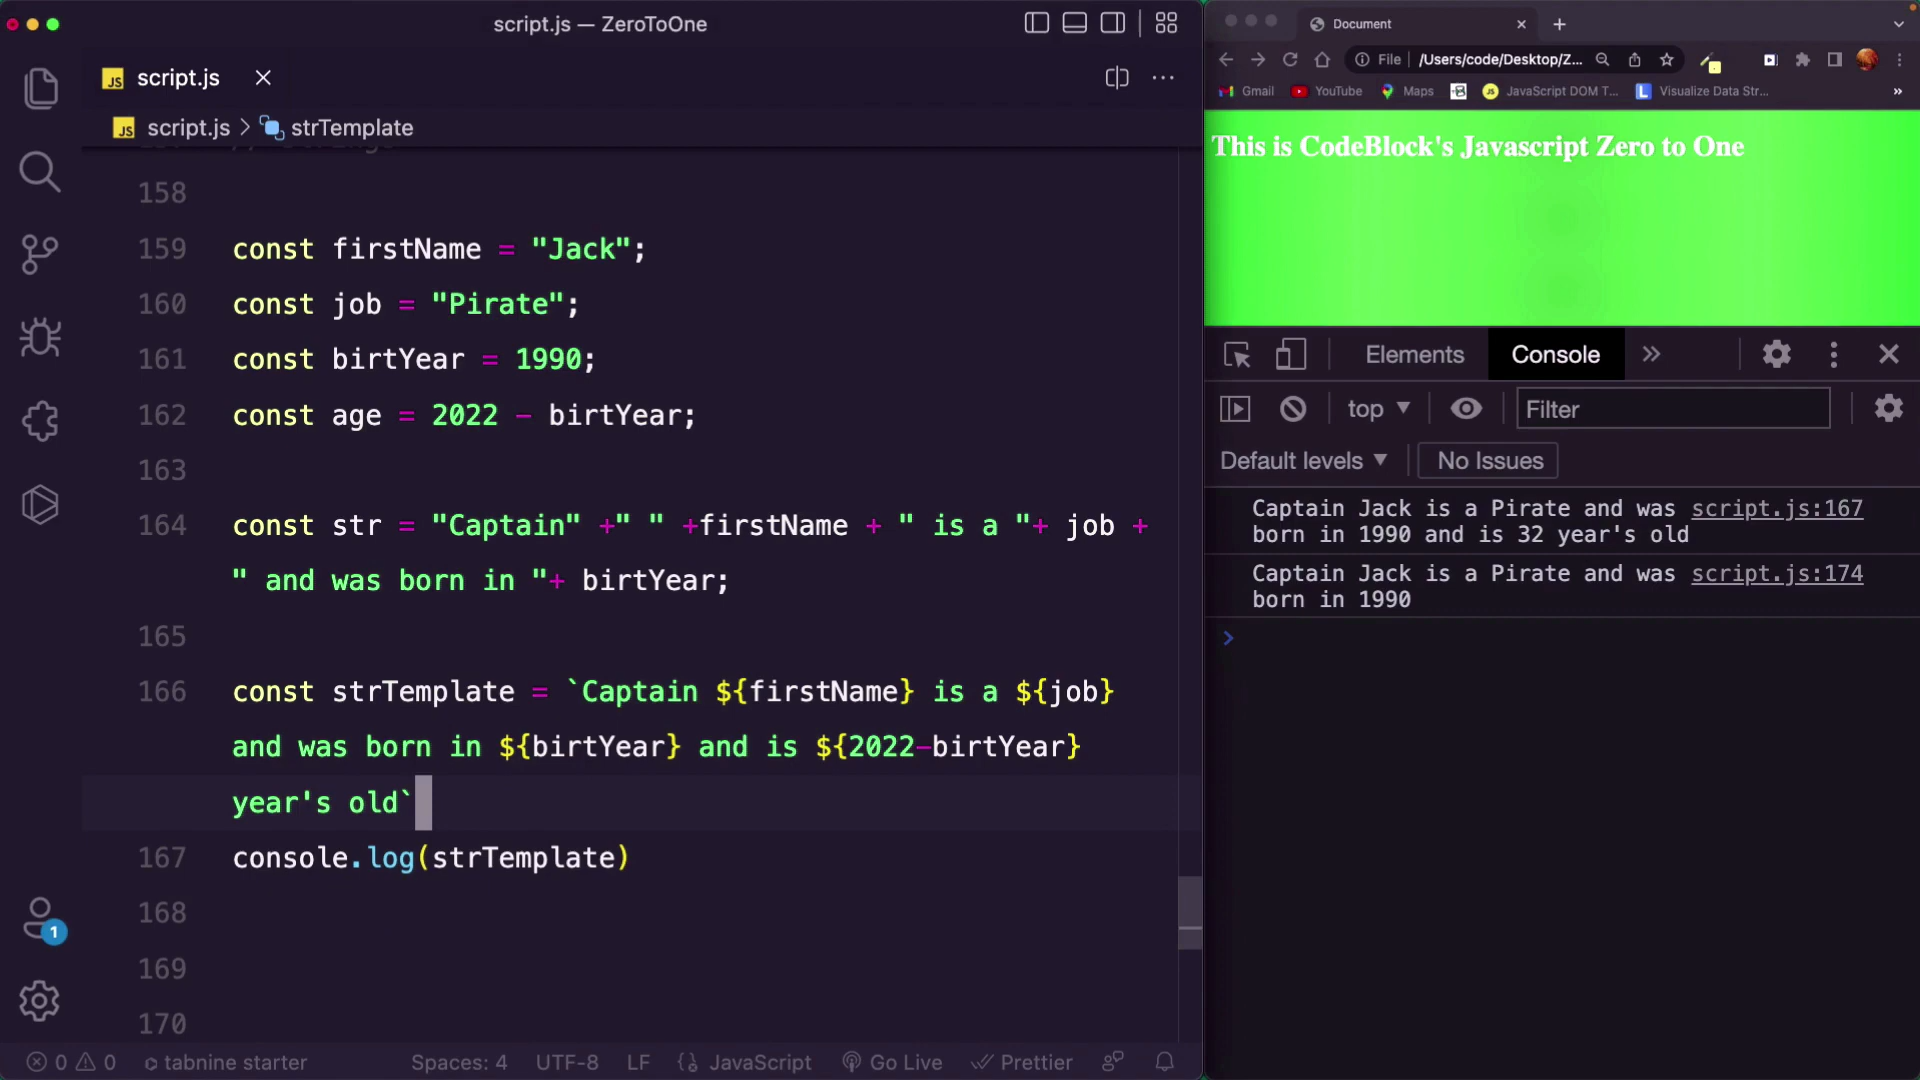 script.js — ZeroToOne
script.js
script.js > strTemplate
158
159 const firstName = "Jack";
160 const job = "Pirate";
161 const birtYear = 1990;
162 const age = 2022 - birtYear;
163
164 const str = "Captain" +" " +firstName + " is a "+ job +
" and was born in "+ birtYear;
165
166 const strTemplate = `Captain ${firstName} is a ${job}
and was born in ${birtYear} and is ${2022-birtYear}
year's old`
167 console.log(strTemplate)
168
169
170
1
0 0 tabnine starter Spaces: 4 UTF-8 LF {} JavaScript Go Live Prettier
Document
File /Users/code/Desktop/Z...
Gmail YouTube Maps JavaScript DOM T... Visualize Data Str... »
This is CodeBlock's Javascript Zero to One
Elements Console »
top Filter
Default levels No Issues
Captain Jack is a Pirate and was script.js:167
born in 1990 and is 32 year's old
Captain Jack is a Pirate and was script.js:174
born in 1990
>